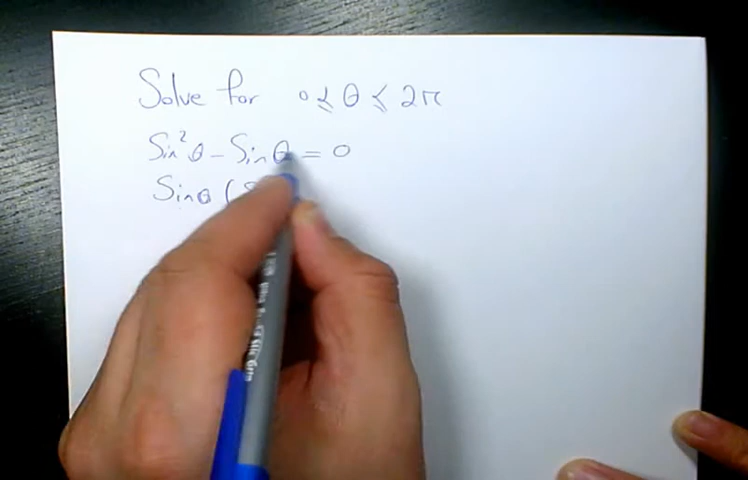 Solve for 0 ≤ θ ≤ 2π
Sin²θ - Sinθ = 0
Sinθ (S